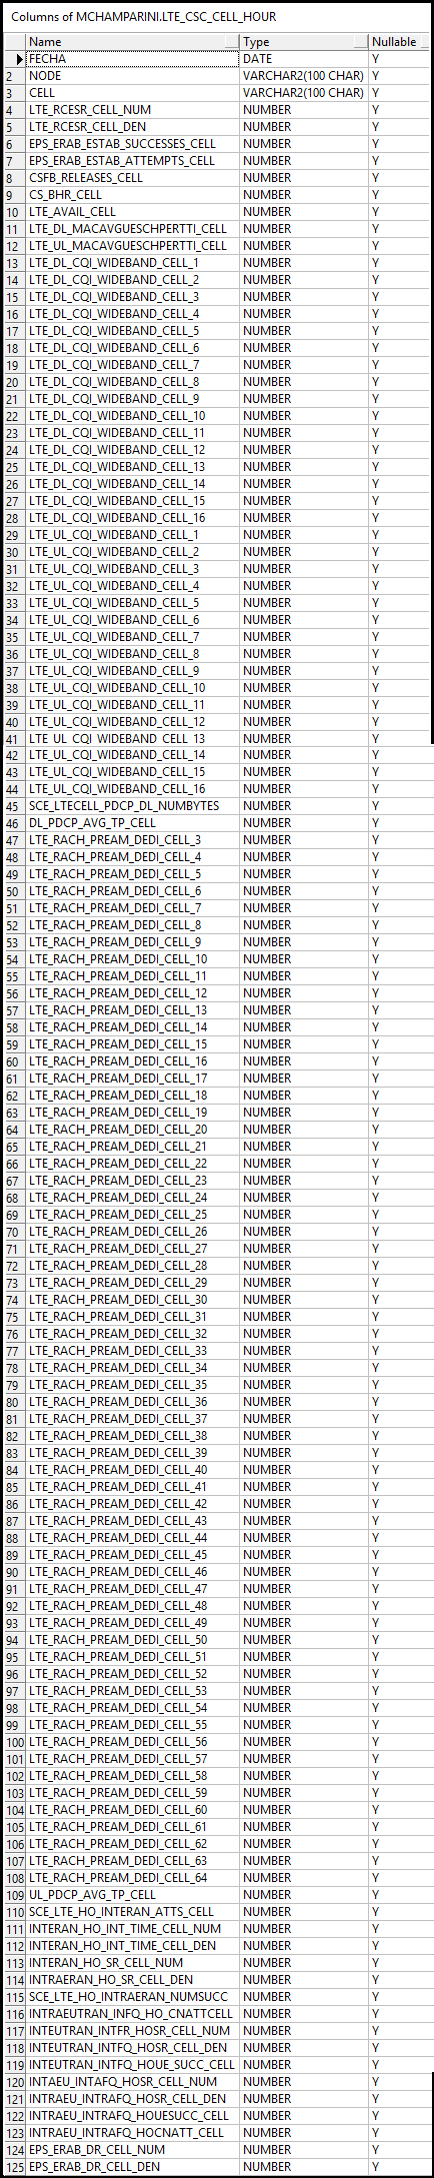 Columns of MCHAMPARINI.LTE_CSC_CELL_HOUR
Name Type Nullable
FECHA DATE Y
2 NODE VARCHAR2(100 CHAR) Y
3 CELL VARCHAR2(100 CHAR) Y
4 LTE_RCESR_CELL_NUM NUMBER Y
5 LTE_RCESR_CELL_DEN NUMBER Y
6 EPS_ERAB_ESTAB_SUCCESSES_CELL NUMBER Y
7 EPS_ERAB_ESTAB_ATTEMPTS_CELL NUMBER Y
8 CSFB_RELEASES_CELL NUMBER Y
9 CS_BHR_CELL NUMBER Y
10 LTE_AVAIL_CELL NUMBER Y
11 LTE_DL_MACAVGUESCHPERTTI_CELL NUMBER Y
12 LTE_UL_MACAVGUESCHPERTTI_CELL NUMBER Y
13 LTE_DL_CQI_WIDEBAND_CELL_1 NUMBER Y
14 LTE_DL_CQI_WIDEBAND_CELL_2 NUMBER Y
15 LTE_DL_CQI_WIDEBAND_CELL_3 NUMBER Y
16 LTE_DL_CQI_WIDEBAND_CELL_4 NUMBER Y
17 LTE_DL_CQI_WIDEBAND_CELL_5 NUMBER Y
18 LTE_DL_CQI_WIDEBAND_CELL_6 NUMBER Y
19 LTE_DL_CQI_WIDEBAND_CELL_7 NUMBER Y
20 LTE_DL_CQI_WIDEBAND_CELL_8 NUMBER Y
21 LTE_DL_CQI_WIDEBAND_CELL_9 NUMBER Y
22 LTE_DL_CQI_WIDEBAND_CELL_10 NUMBER Y
23 LTE_DL_CQI_WIDEBAND_CELL_11 NUMBER Y
24 LTE_DL_CQI_WIDEBAND_CELL_12 NUMBER Y
25 LTE_DL_CQI_WIDEBAND_CELL_13 NUMBER Y
26 LTE_DL_CQI_WIDEBAND_CELL_14 NUMBER Y
27 LTE_DL_CQI_WIDEBAND_CELL_15 NUMBER Y
28 LTE_DL_CQI_WIDEBAND_CELL_16 NUMBER Y
29 LTE_UL_CQI_WIDEBAND_CELL_1 NUMBER Y
30 LTE_UL_CQI_WIDEBAND_CELL_2 NUMBER Y
31 LTE_UL_CQI_WIDEBAND_CELL_3 NUMBER Y
32 LTE_UL_CQI_WIDEBAND_CELL_4 NUMBER Y
33 LTE_UL_CQI_WIDEBAND_CELL_5 NUMBER Y
34 LTE_UL_CQI_WIDEBAND_CELL_6 NUMBER Y
35 LTE_UL_CQI_WIDEBAND_CELL_7 NUMBER Y
36 LTE_UL_CQI_WIDEBAND_CELL_8 NUMBER Y
37 LTE_UL_CQI_WIDEBAND_CELL_9 NUMBER Y
38 LTE_UL_CQI_WIDEBAND_CELL_10 NUMBER Y
39 LTE_UL_CQI_WIDEBAND_CELL_11 NUMBER Y
40 LTE_UL_CQI_WIDEBAND_CELL_12 NUMBER Y
41 LTE_UL_CQI_WIDEBAND_CELL_13 NUMBER Y
42 LTE_UL_CQI_WIDEBAND_CELL_14 NUMBER Y
43 LTE_UL_CQI_WIDEBAND_CELL_15 NUMBER Y
44 LTE_UL_CQI_WIDEBAND_CELL_16 NUMBER Y
45 SCE_LTECELL_PDCP_DL_NUMBYTES NUMBER Y
46 DL_PDCP_AVG_TP_CELL NUMBER Y
47 LTE_RACH_PREAM_DEDI_CELL_3 NUMBER Y
48 LTE_RACH_PREAM_DEDI_CELL_4 NUMBER Y
49 LTE_RACH_PREAM_DEDI_CELL_5 NUMBER Y
50 LTE_RACH_PREAM_DEDI_CELL_6 NUMBER Y
51 LTE_RACH_PREAM_DEDI_CELL_7 NUMBER Y
52 LTE_RACH_PREAM_DEDI_CELL_8 NUMBER Y
53 LTE_RACH_PREAM_DEDI_CELL_9 NUMBER Y
54 LTE_RACH_PREAM_DEDI_CELL_10 NUMBER Y
55 LTE_RACH_PREAM_DEDI_CELL_11 NUMBER Y
56 LTE_RACH_PREAM_DEDI_CELL_12 NUMBER Y
57 LTE_RACH_PREAM_DEDI_CELL_13 NUMBER Y
58 LTE_RACH_PREAM_DEDI_CELL_14 NUMBER Y
59 LTE_RACH_PREAM_DEDI_CELL_15 NUMBER Y
60 LTE_RACH_PREAM_DEDI_CELL_16 NUMBER Y
61 LTE_RACH_PREAM_DEDI_CELL_17 NUMBER Y
62 LTE_RACH_PREAM_DEDI_CELL_18 NUMBER Y
63 LTE_RACH_PREAM_DEDI_CELL_19 NUMBER Y
64 LTE_RACH_PREAM_DEDI_CELL_20 NUMBER Y
65 LTE_RACH_PREAM_DEDI_CELL_21 NUMBER Y
66 LTE_RACH_PREAM_DEDI_CELL_22 NUMBER Y
67 LTE_RACH_PREAM_DEDI_CELL_23 NUMBER Y
68 LTE_RACH_PREAM_DEDI_CELL_24 NUMBER Y
69 LTE_RACH_PREAM_DEDI_CELL_25 NUMBER Y
70 LTE_RACH_PREAM_DEDI_CELL_26 NUMBER Y
71 LTE_RACH_PREAM_DEDI_CELL_27 NUMBER Y
72 LTE_RACH_PREAM_DEDI_CELL_28 NUMBER Y
73 LTE_RACH_PREAM_DEDI_CELL_29 NUMBER Y
74 LTE_RACH_PREAM_DEDI_CELL_30 NUMBER Y
75 LTE_RACH_PREAM_DEDI_CELL_31 NUMBER Y
76 LTE_RACH_PREAM_DEDI_CELL_32 NUMBER Y
77 LTE_RACH_PREAM_DEDI_CELL_33 NUMBER Y
78 LTE_RACH_PREAM_DEDI_CELL_34 NUMBER Y
79 LTE_RACH_PREAM_DEDI_CELL_35 NUMBER Y
80 LTE_RACH_PREAM_DEDI_CELL_36 NUMBER Y
81 LTE_RACH_PREAM_DEDI_CELL_37 NUMBER Y
82 LTE_RACH_PREAM_DEDI_CELL_38 NUMBER Y
83 LTE_RACH_PREAM_DEDI_CELL_39 NUMBER Y
84 LTE_RACH_PREAM_DEDI_CELL_40 NUMBER Y
85 LTE_RACH_PREAM_DEDI_CELL_41 NUMBER Y
86 LTE_RACH_PREAM_DEDI_CELL_42 NUMBER Y
87 LTE_RACH_PREAM_DEDI_CELL_43 NUMBER Y
88 LTE_RACH_PREAM_DEDI_CELL_44 NUMBER Y
89 LTE_RACH_PREAM_DEDI_CELL_45 NUMBER Y
90 LTE_RACH_PREAM_DEDI_CELL_46 NUMBER Y
91 LTE_RACH_PREAM_DEDI_CELL_47 NUMBER Y
92 LTE_RACH_PREAM_DEDI_CELL_48 NUMBER Y
93 LTE_RACH_PREAM_DEDI_CELL_49 NUMBER Y
94 LTE_RACH_PREAM_DEDI_CELL_50 NUMBER Y
95 LTE_RACH_PREAM_DEDI_CELL_51 NUMBER Y
96 LTE_RACH_PREAM_DEDI_CELL_52 NUMBER Y
97 LTE_RACH_PREAM_DEDI_CELL_53 NUMBER Y
98 LTE_RACH_PREAM_DEDI_CELL_54 NUMBER Y
99 LTE_RACH_PREAM_DEDI_CELL_55 NUMBER Y
100 LTE_RACH_PREAM_DEDI_CELL_56 NUMBER Y
101 LTE_RACH_PREAM_DEDI_CELL_57 NUMBER Y
102 LTE_RACH_PREAM_DEDI_CELL_58 NUMBER Y
103 LTE_RACH_PREAM_DEDI_CELL_59 NUMBER Y
104 LTE_RACH_PREAM_DEDI_CELL_60 NUMBER Y
105 LTE_RACH_PREAM_DEDI_CELL_61 NUMBER Y
106 LTE_RACH_PREAM_DEDI_CELL_62 NUMBER Y
107 LTE_RACH_PREAM_DEDI_CELL_63 NUMBER Y
108 LTE_RACH_PREAM_DEDI_CELL_64 NUMBER Y
109 UL_PDCP_AVG_TP_CELL NUMBER Y
110 SCE_LTE_HO_INTERAN_ATTS_CELL NUMBER Y
111 INTERAN_HO_INT_TIME_CELL_NUM NUMBER Y
112 INTERAN_HO_INT_TIME_CELL_DEN NUMBER Y
113 INTERAN_HO_SR_CELL_NUM NUMBER Y
114 INTRAERAN_HO_SR_CELL_DEN NUMBER Y
115 SCE_LTE_HO_INTRAERAN_NUMSUCC NUMBER Y
116 INTRAEUTRAN_INFQ_HO_CNATTCELL NUMBER Y
117 INTEUTRAN_INTFR_HOSR_CELL_NUM NUMBER Y
118 INTEUTRAN_INTFQ_HOSR_CELL_DEN NUMBER Y
119 INTEUTRAN_INTFQ_HOUE_SUCC_CELL NUMBER Y
120 INTAEU_INTAFQ_HOSR_CELL_NUM NUMBER Y
121 INTRAEU_INTRAFQ_HOSR_CELL_DEN NUMBER Y
122 INTRAEU_INTRAFQ_HOUESUCC_CELL NUMBER Y
123 INTRAEU_INTRAFQ_HOCNATT_CELL NUMBER Y
124 EPS_ERAB_DR_CELL_NUM NUMBER Y
125 EPS_ERAB_DR_CELL_DEN NUMBER Y